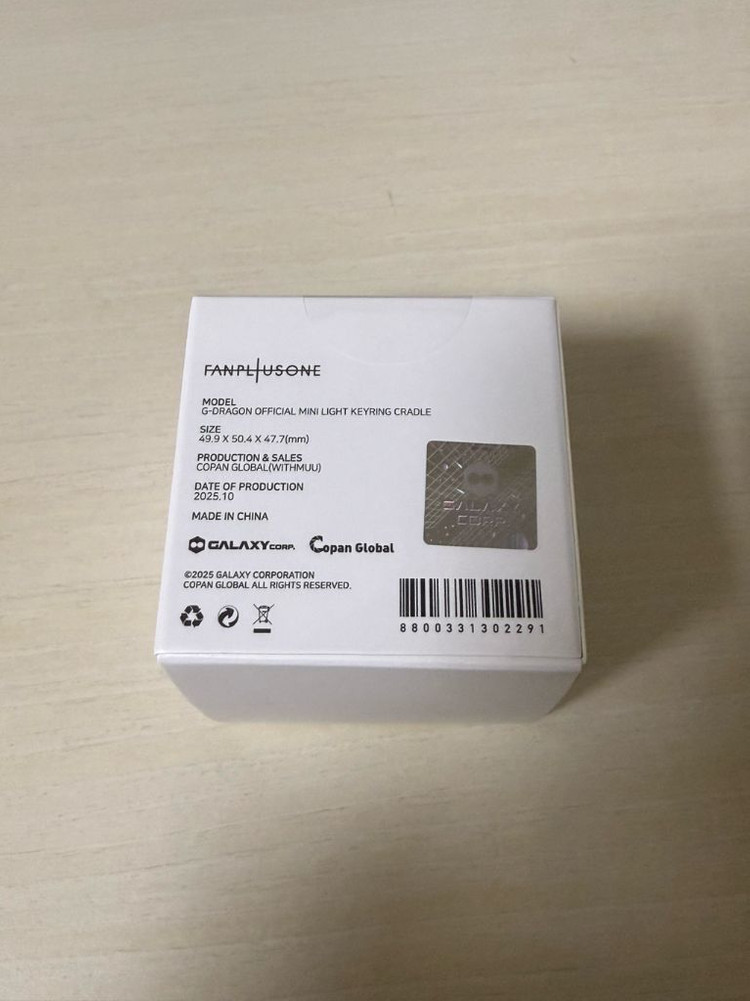 FANPLUSONE
MODEL
G-DRAGON OFFICIAL MINI LIGHT KEYRING CRADLE
SIZE
49.9 X 50.4 X 47.7(mm)
PRODUCTION & SALES
COPAN GLOBAL(WITHMUU)
DATE OF PRODUCTION
2025.10
MADE IN CHINA
GALAXY CORP
GALAXY CORP. Copan Global
©2025 GALAXY CORPORATION
COPAN GLOBAL ALL RIGHTS RESERVED.
8800331302291